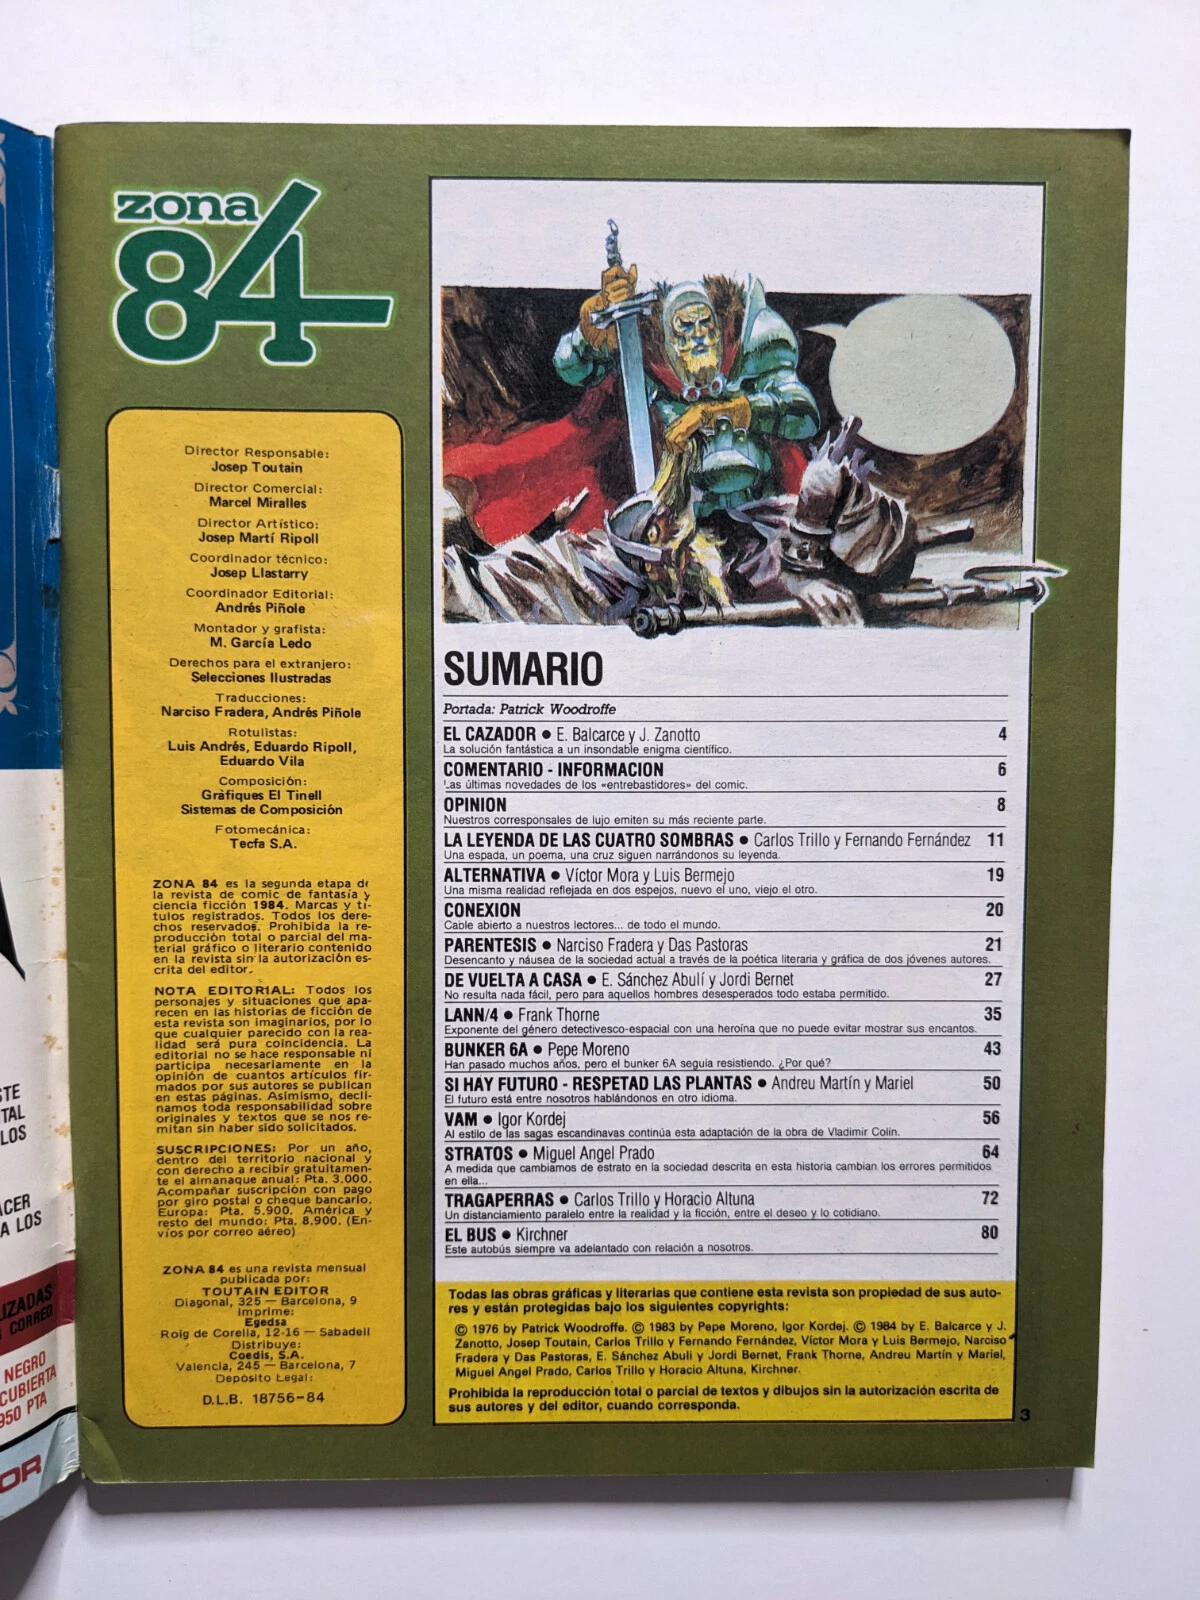 zona
84
Director Responsable:
Josep Toutain
Director Comercial:
Marcel Miralles
Director Artístico:
Josep Martí Ripoll
Coordinador técnico:
Josep Llastarry
Coordinador Editorial:
Andrés Piñole
Montador y grafista:
M. García Ledo
Derechos para el extranjero:
Selecciones Ilustradas
Traducciones:
Narciso Fradera, Andrés Piñole
Rotulistas:
Luis Andrés, Eduardo Ripoll,
Eduardo Vila
Composición:
Gràfiques El Tinell
Sistemas de Composición
Fotomecánica:
Tecfa S.A.
ZONA 84 es la segunda etapa de
la revista de comic de fantasía y
ciencia ficción 1984. Marcas y tí-
tulos registrados. Todos los dere-
chos reservados. Prohibida la re-
producción total o parcial del ma-
terial gráfico o literario contenido
en la revista sin la autorización es-
crita del editor.
NOTA EDITORIAL: Todos los
personajes y situaciones que apa-
recen en las historias de ficción de
esta revista son imaginarios, por lo
que cualquier parecido con la rea-
lidad será pura coincidencia. La
editorial no se hace responsable ni
participa necesariamente en la
opinión de cuantos artículos fir-
mados por sus autores se publican
en estas páginas. Asimismo, decli-
namos toda responsabilidad sobre
originales y textos que se nos re-
mitan sin haber sido solicitados.
SUSCRIPCIONES: Por un año,
dentro del territorio nacional y
con derecho a recibir gratuitamen-
te el almanaque anual: Pta. 3.000.
Acompañar suscripción con pago
por giro postal o cheque bancario.
Europa: Pta. 5.900. América y
resto del mundo: Pta. 8.900. (En-
víos por correo aéreo)
ZONA 84 es una revista mensual
publicada por:
TOUTAIN EDITOR
Diagonal, 325 — Barcelona, 9
Imprime:
Egedsa
Roig de Corella, 12-16 — Sabadell
Distribuye:
Coedis, S.A.
Valencia, 245 — Barcelona, 7
Depósito Legal:
D.L.B. 18756-84
SUMARIO
Portada: Patrick Woodroffe
EL CAZADOR ● E. Balcarce y J. Zanotto 4
La solución fantástica a un insondable enigma científico.
COMENTARIO - INFORMACION 6
Las últimas novedades de los «entrebastidores» del comic.
OPINION 8
Nuestros corresponsales de lujo emiten su más reciente parte.
LA LEYENDA DE LAS CUATRO SOMBRAS ● Carlos Trillo y Fernando Fernández 11
Una espada, un poema, una cruz siguen narrándonos su leyenda.
ALTERNATIVA ● Víctor Mora y Luis Bermejo 19
Una misma realidad reflejada en dos espejos, nuevo el uno, viejo el otro.
CONEXION 20
Cable abierto a nuestros lectores... de todo el mundo.
PARENTESIS ● Narciso Fradera y Das Pastoras 21
Desencanto y náusea de la sociedad actual a través de la poética literaria y gráfica de dos jóvenes autores.
DE VUELTA A CASA ● E. Sánchez Abulí y Jordi Bernet 27
No resulta nada fácil, pero para aquellos hombres desesperados todo estaba permitido.
LANN/4 ● Frank Thorne 35
Exponente del género detectivesco-espacial con una heroína que no puede evitar mostrar sus encantos.
BUNKER 6A ● Pepe Moreno 43
Han pasado muchos años, pero el bunker 6A seguía resistiendo. ¿Por qué?
SI HAY FUTURO - RESPETAD LAS PLANTAS ● Andreu Martín y Mariel 50
El futuro está entre nosotros hablándonos en otro idioma.
VAM ● Igor Kordej 56
Al estilo de las sagas escandinavas continúa esta adaptación de la obra de Vladimir Colin.
STRATOS ● Miguel Angel Prado 64
A medida que cambiamos de estrato en la sociedad descrita en esta historia cambian los errores permitidos
en ella...
TRAGAPERRAS ● Carlos Trillo y Horacio Altuna 72
Un distanciamiento paralelo entre la realidad y la ficción, entre el deseo y lo cotidiano.
EL BUS ● Kirchner 80
Este autobús siempre va adelantado con relación a nosotros.
Todas las obras gráficas y literarias que contiene esta revista son propiedad de sus auto-
res y están protegidas bajo los siguientes copyrights:
© 1976 by Patrick Woodroffe. © 1983 by Pepe Moreno, Igor Kordej. © 1984 by E. Balcarce y J.
Zanotto, Josep Toutain, Carlos Trillo y Fernando Fernández, Víctor Mora y Luis Bermejo, Narciso
Fradera y Das Pastoras, E. Sánchez Abuli y Jordi Bernet, Frank Thorne, Andreu Martín y Mariel,
Miguel Angel Prado, Carlos Trillo y Horacio Altuna, Kirchner.
Prohibida la reproducción total o parcial de textos y dibujos sin la autorización escrita de
sus autores y del editor, cuando corresponda.
3
STE
TAL
LOS
ACER
A LOS
LIZADAS
CORREO
NEGRO
CUBIERTA
950 PTA
OR